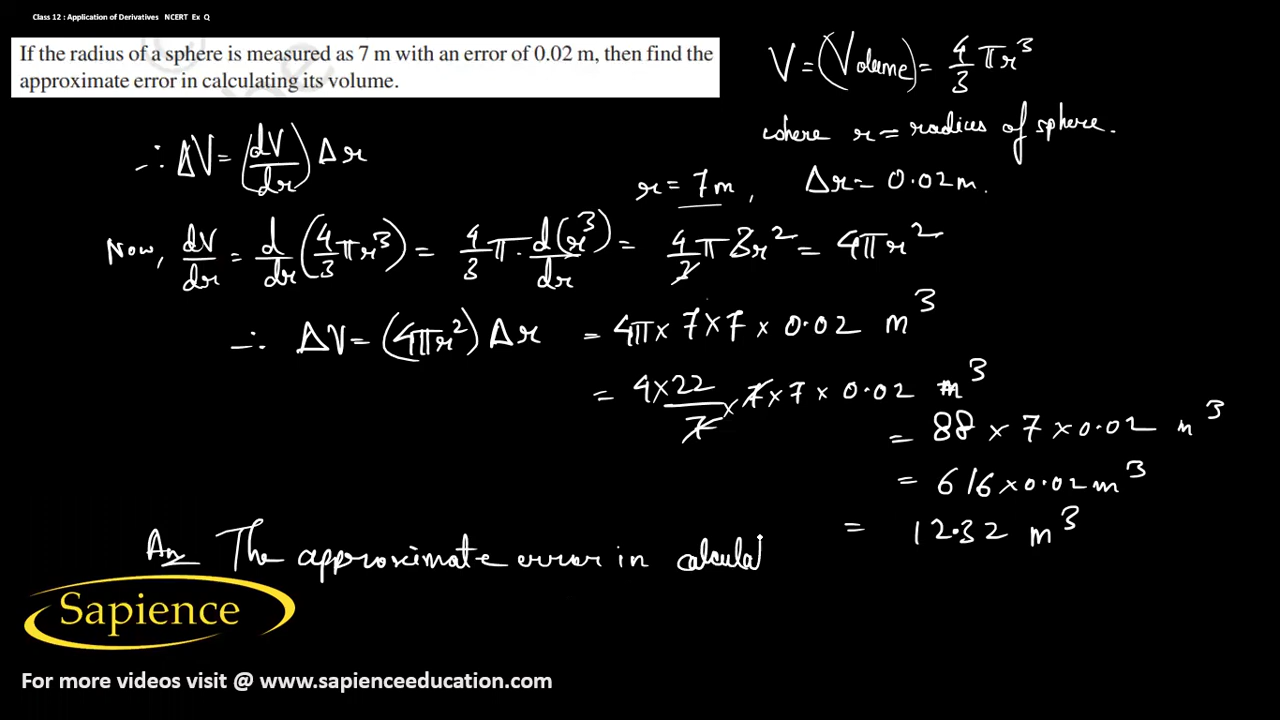 Class 12 : Application of Derivatives NCERT Ex Q
If the radius of a sphere is measured as 7 m with an error of 0.02 m, then find the
approximate error in calculating its volume.
V = (Volume) = 4/3 πr³
where r = radius of sphere.
r = 7m, Δr = 0.02m.
∴ ΔV = (dV/dr) Δr
Now, dV/dr = d/dr (4/3 πr³) = 4/3 π · d(r³)/dr = 4/3 π 3r² = 4πr²
∴ ΔV = (4πr²) Δr = 4π × 7 × 7 × 0.02 m³
= 4×22/7 × 7 × 7 × 0.02 m³
= 88 × 7 × 0.02 m³
= 616 × 0.02 m³
= 12.32 m³
An The approximate error in calculat
Sapience
For more videos visit @ www.sapienceeducation.com